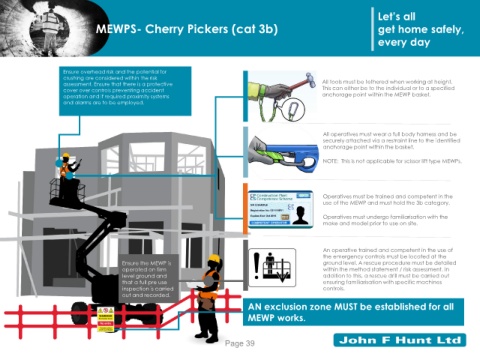 MEWPS- Cherry Pickers (cat 3b)
Let's all
get home safely,
every day
Ensure overhead risk and the potential for
crushing are considered within the risk
assessment. Ensure that there is a protective
cover over controls preventing accident
operation and if required proximity systems
and alarms are to be employed.
All tools must be tethered when working at height.
This can either be to the individual or to a specified
anchorage point within the MEWP basket.
All operatives must wear a full body harness and be
securely attached via a restraint line to the identified
anchorage point within the basket.
NOTE: This is not applicable for scissor lift type MEWPs.
Operatives must be trained and competent in the
use of the MEWP and must hold the 3b category.
Operatives must undergo familiarisation with the
make and model prior to use on site.
An operative trained and competent in the use of
the emergency controls must be located at the
ground level. A rescue procedure must be detailed
within the method statement / risk assessment. In
addition to this, a rescue drill must be carried out
ensuring familiarisation with specific machines
controls.
Ensure the MEWP is
operated on firm
level ground and
that a full pre use
inspection is carried
out and recorded.
AN exclusion zone MUST be established for all
MEWP works.
Page 39
John F Hunt Ltd